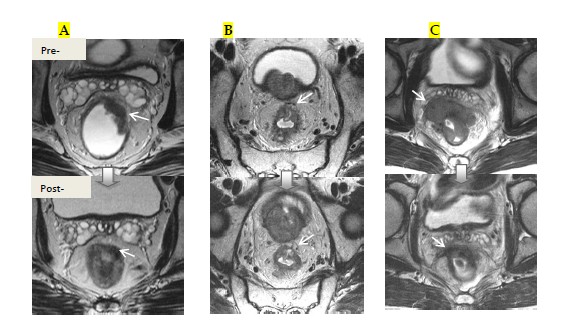 A B C
Pre-
Post-